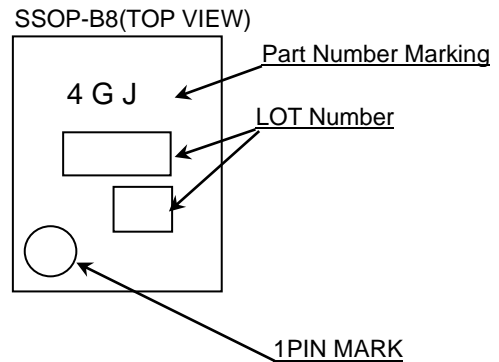 SSOP-B8(TOP VIEW)
Part Number Marking
4 G J
LOT Number
1PIN MARK